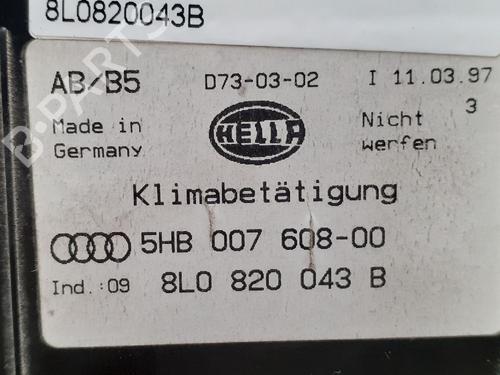 8L0820043B
AB/B5 D73-03-02 I 11.03.97
Made in Germany
HELLA
Nicht werfen 3
Klimabetätigung
5HB 007 608-00
Ind.:09 8L0 820 043 B
B-PARTS